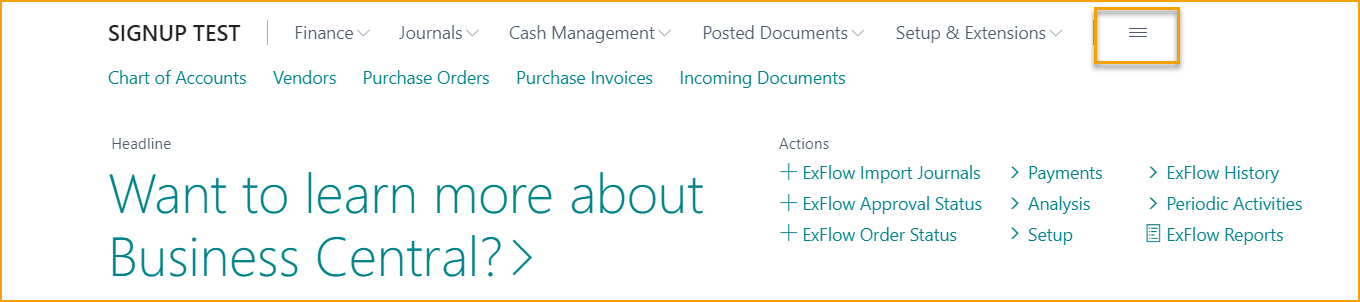 SIGNUP TEST Finance Journals Cash Management Posted Documents Setup & Extensions
Chart of Accounts Vendors Purchase Orders Purchase Invoices Incoming Documents
Headline
Want to learn more about
Business Central?
Actions
ExFlow Import Journals Payments ExFlow History
ExFlow Approval Status Analysis Periodic Activities
ExFlow Order Status Setup ExFlow Reports